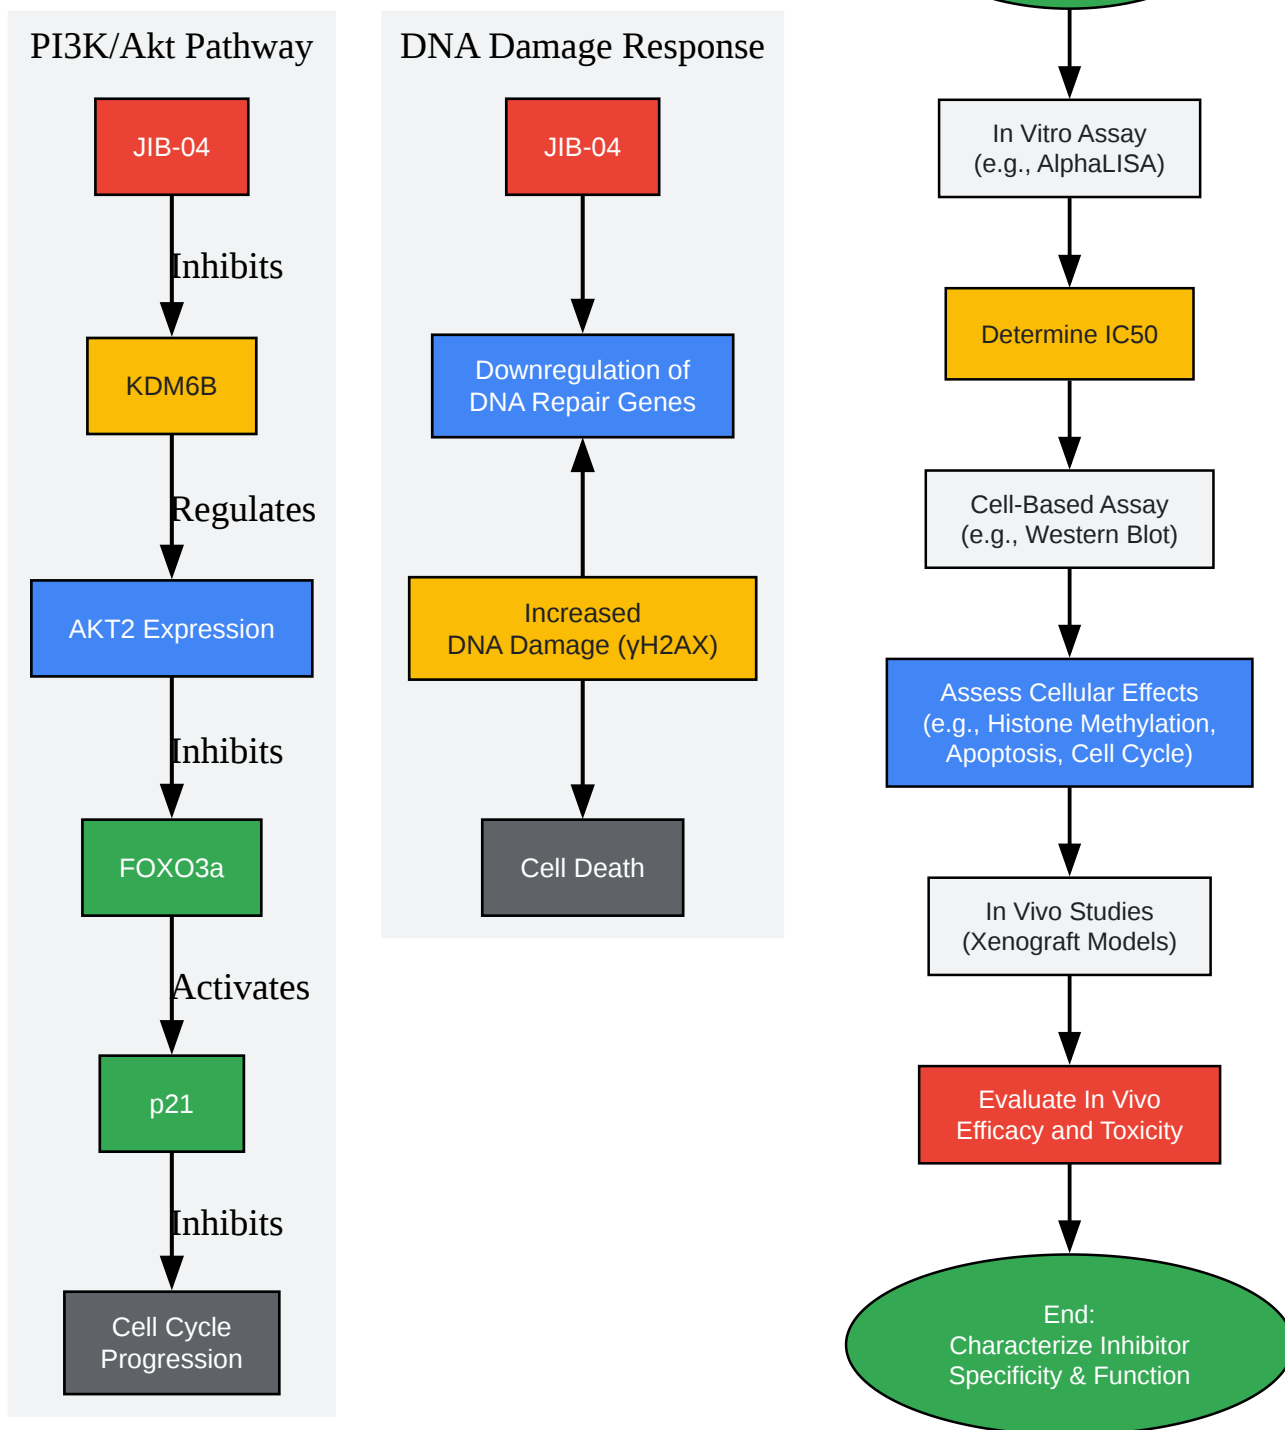 PI3K/Akt Pathway
JIB-04
Inhibits
KDM6B
Regulates
AKT2 Expression
Inhibits
FOXO3a
Activates
p21
Inhibits
Cell Cycle
Progression
DNA Damage Response
JIB-04
Downregulation of
DNA Repair Genes
Increased
DNA Damage (γH2AX)
Cell Death
In Vitro Assay
(e.g., AlphaLISA)
Determine IC50
Cell-Based Assay
(e.g., Western Blot)
Assess Cellular Effects
(e.g., Histone Methylation,
Apoptosis, Cell Cycle)
In Vivo Studies
(Xenograft Models)
Evaluate In Vivo
Efficacy and Toxicity
End:
Characterize Inhibitor
Specificity & Function